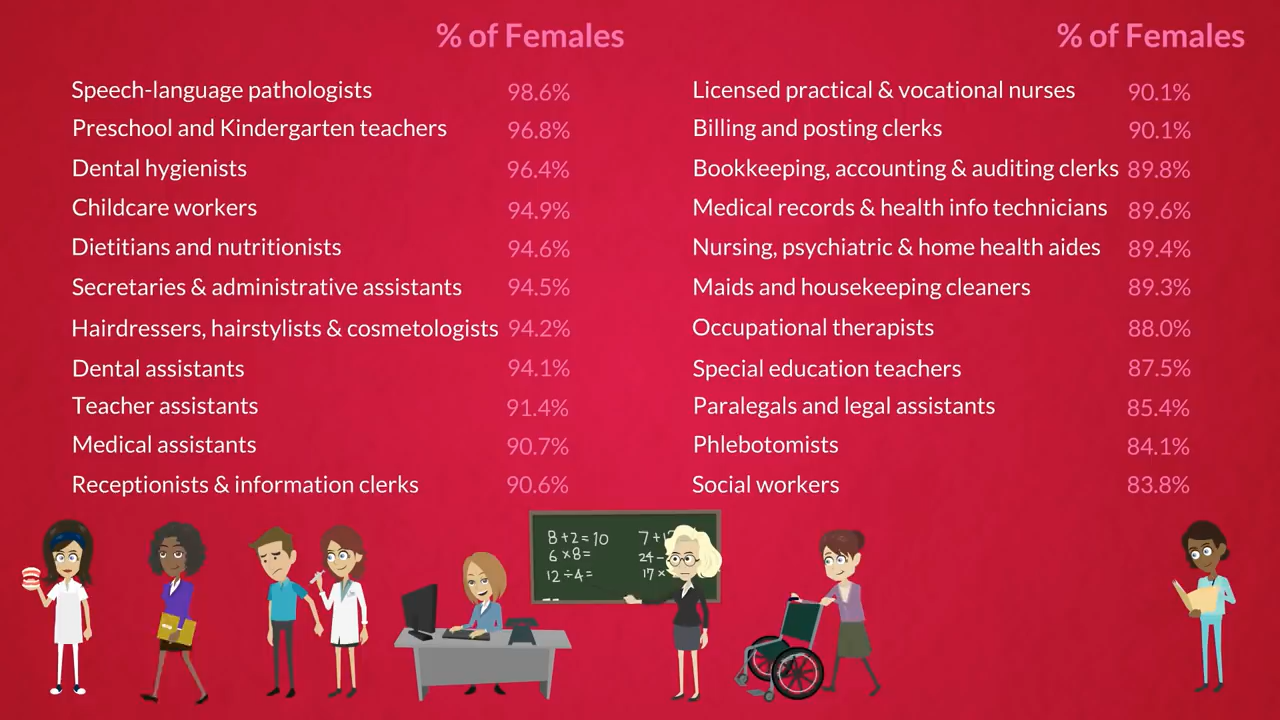 % of Females
Speech-language pathologists 98.6%
Preschool and Kindergarten teachers 96.8%
Dental hygienists 96.4%
Childcare workers 94.9%
Dietitians and nutritionists 94.6%
Secretaries & administrative assistants 94.5%
Hairdressers, hairstylists & cosmetologists 94.2%
Dental assistants 94.1%
Teacher assistants 91.4%
Medical assistants 90.7%
Receptionists & information clerks 90.6%
% of Females
Licensed practical & vocational nurses 90.1%
Billing and posting clerks 90.1%
Bookkeeping, accounting & auditing clerks 89.8%
Medical records & health info technicians 89.6%
Nursing, psychiatric & home health aides 89.4%
Maids and housekeeping cleaners 89.3%
Occupational therapists 88.0%
Special education teachers 87.5%
Paralegals and legal assistants 85.4%
Phlebotomists 84.1%
Social workers 83.8%
8+2=10
6×8=
12÷4=
7+
24-
17×